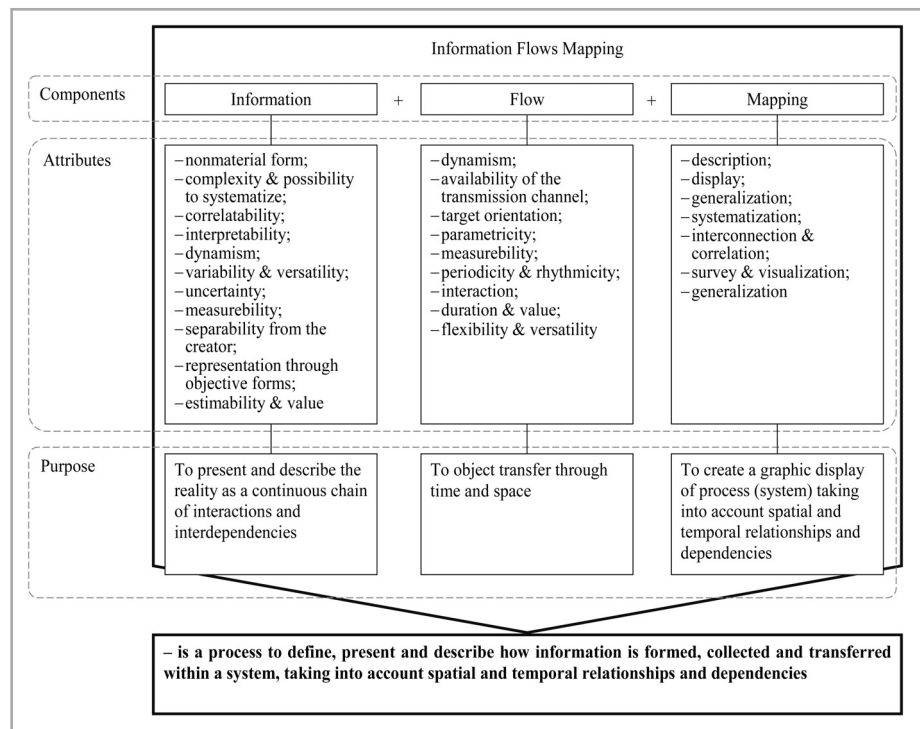 Information Flows Mapping
Components
Information + Flow + Mapping
Attributes
–nonmaterial form;
–complexity & possibility
to systematize;
–correlatability;
–interpretability;
–dynamism;
–variability & versatility;
–uncertainty;
–measurebility;
–separability from the
creator;
–representation through
objective forms;
–estimability & value
–dynamism;
–availability of the
transmission channel;
–target orientation;
–parametricity;
–measurebility;
–periodicity & rhythmicity;
–interaction;
–duration & value;
–flexibility & versatility
–description;
–display;
–generalization;
–systematization;
–interconnection &
correlation;
–survey & visualization;
–generalization
Purpose
To present and describe the
reality as a continuous chain
of interactions and
interdependencies
To object transfer through
time and space
To create a graphic display
of process (system) taking
into account spatial and
temporal relationships and
dependencies
– is a process to define, present and describe how information is formed, collected and transferred
within a system, taking into account spatial and temporal relationships and dependencies